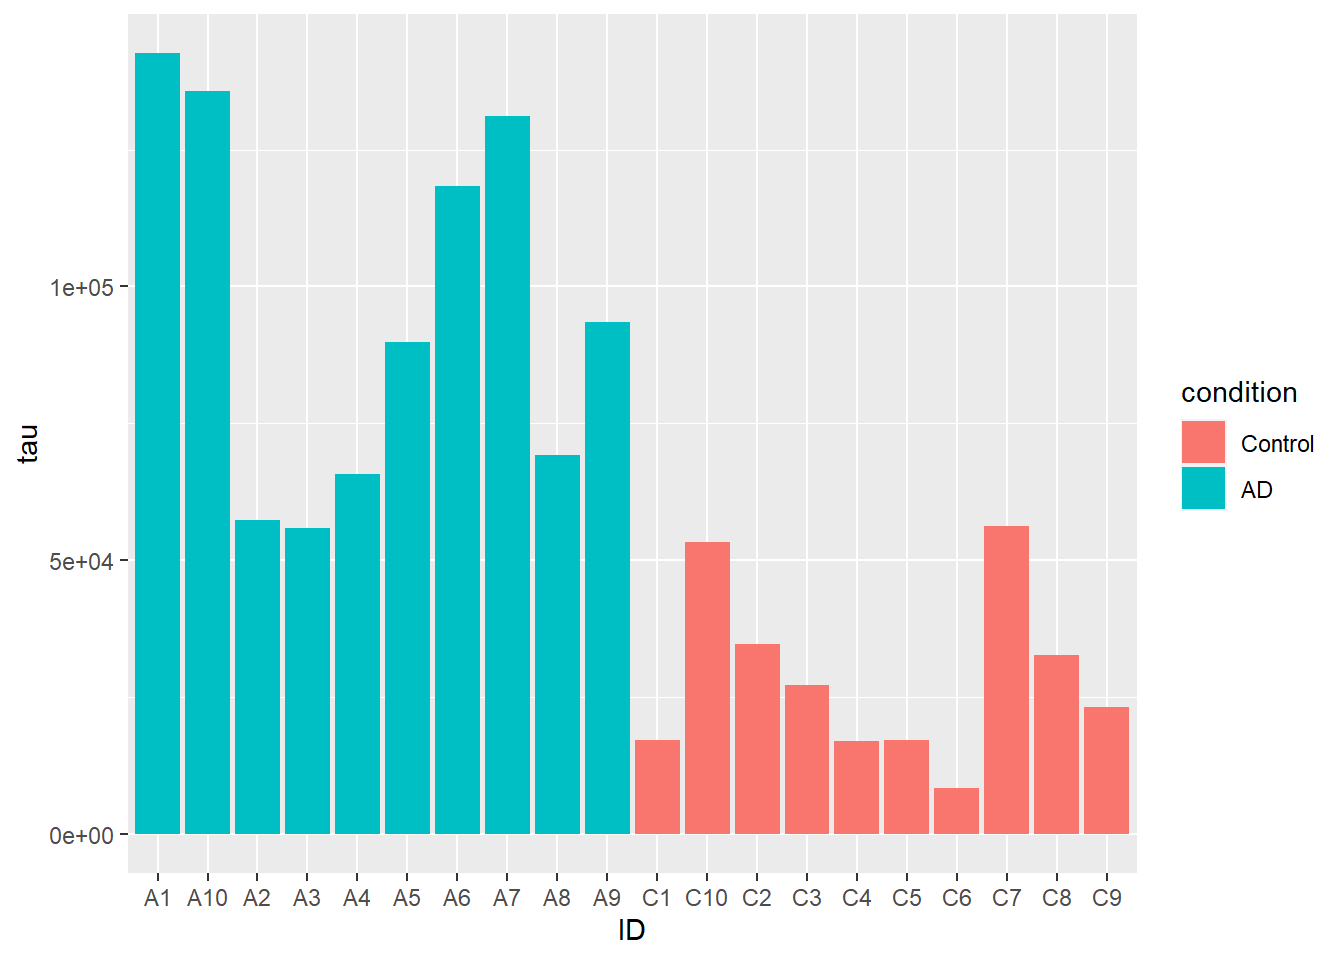 tau
1e+05
5e+04
0e+00
A1 A10 A2 A3 A4 A5 A6 A7 A8 A9 C1 C10 C2 C3 C4 C5 C6 C7 C8 C9
ID
condition
Control
AD